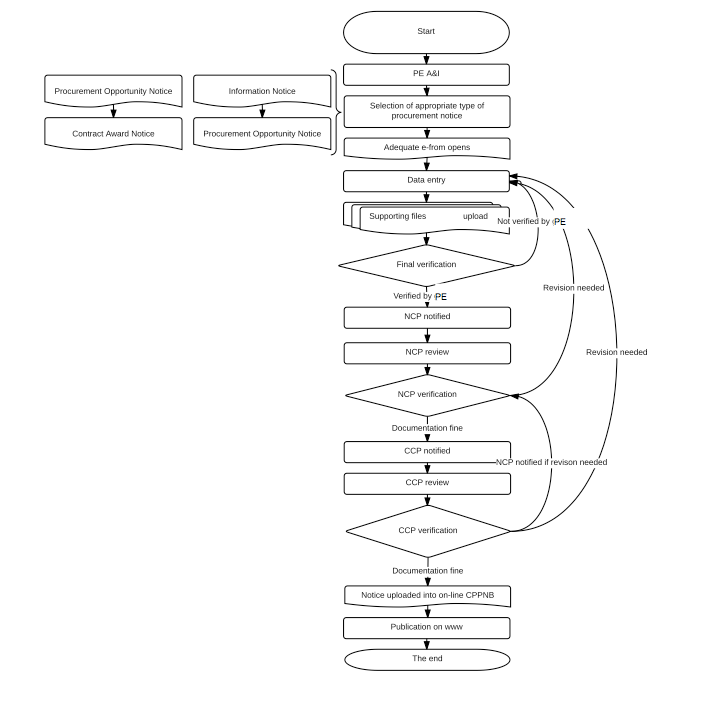 Start
PE A&I
Procurement Opportunity Notice
Information Notice
Selection of appropriate type of
procurement notice
Contract Award Notice
Procurement Opportunity Notice
Adequate e-from opens
Data entry
Supporting files upload
Not verified by PE
Final verification
Revision needed
Verified by PE
NCP notified
NCP review
Revision needed
NCP verification
Documentation fine
CCP notified
NCP notified if revison needed
CCP review
CCP verification
Documentation fine
Notice uploaded into on-line CPPNB
Publication on www
The end